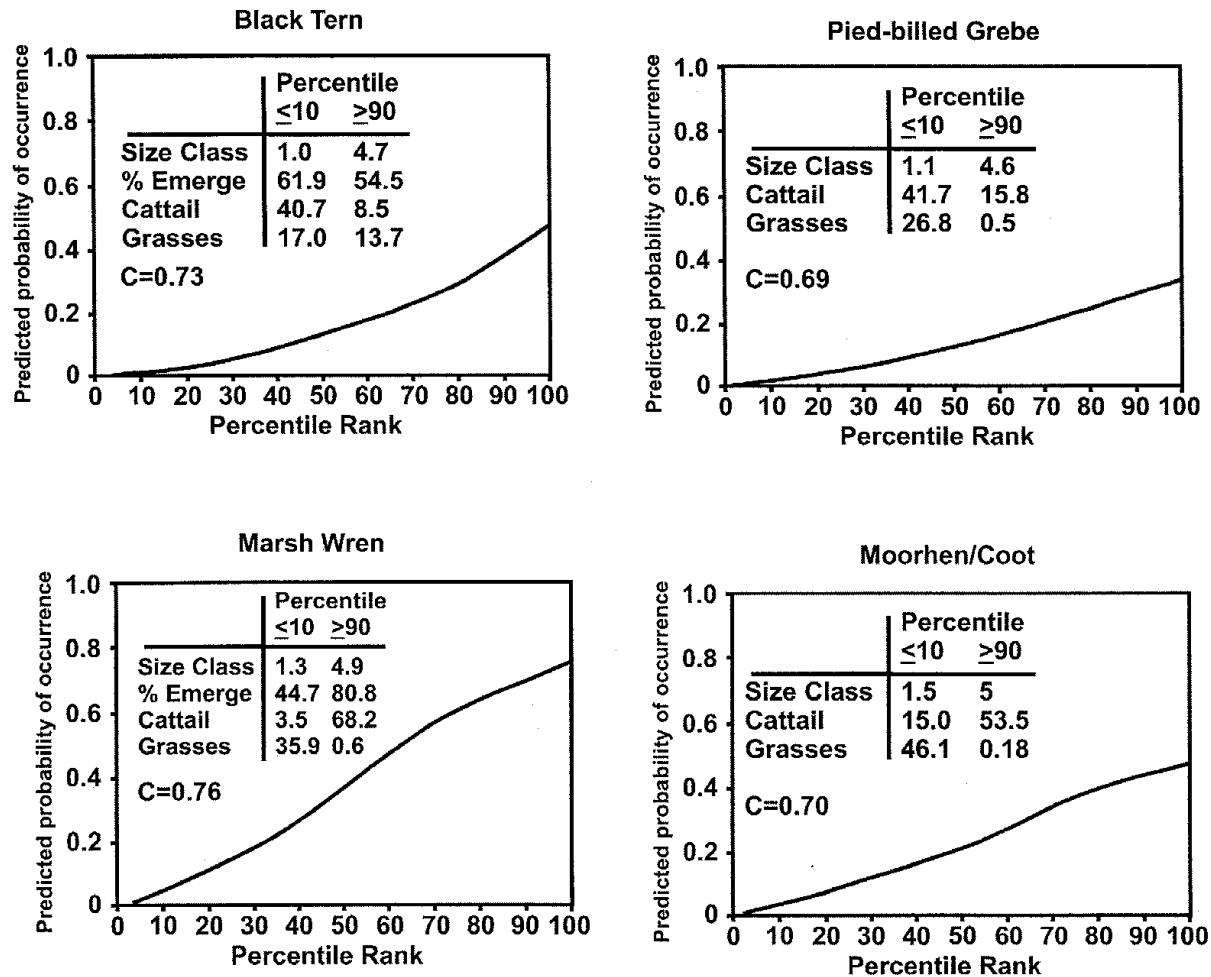 Black Tern
Predicted probability of occurrence
1.0
0.8
0.6
0.4
0.2
0
Percentile
≤10 ≥90
Size Class 1.0 4.7
% Emerge 61.9 54.5
Cattail 40.7 8.5
Grasses 17.0 13.7
C=0.73
0 10 20 30 40 50 60 70 80 90 100
Percentile Rank
Pied-billed Grebe
Predicted probability of occurrence
1.0
0.8
0.6
0.4
0.2
0
Percentile
≤10 ≥90
Size Class 1.1 4.6
Cattail 41.7 15.8
Grasses 26.8 0.5
C=0.69
0 10 20 30 40 50 60 70 80 90 100
Percentile Rank
Marsh Wren
Predicted probability of occurrence
1.0
0.8
0.6
0.4
0.2
0
Percentile
≤10 ≥90
Size Class 1.3 4.9
% Emerge 44.7 80.8
Cattail 3.5 68.2
Grasses 35.9 0.6
C=0.76
0 10 20 30 40 50 60 70 80 90 100
Percentile Rank
Moorhen/Coot
Predicted probability of occurrence
1.0
0.8
0.6
0.4
0.2
0
Percentile
≤10 ≥90
Size Class 1.5 5
Cattail 15.0 53.5
Grasses 46.1 0.18
C=0.70
0 10 20 30 40 50 60 70 80 90 100
Percentile Rank